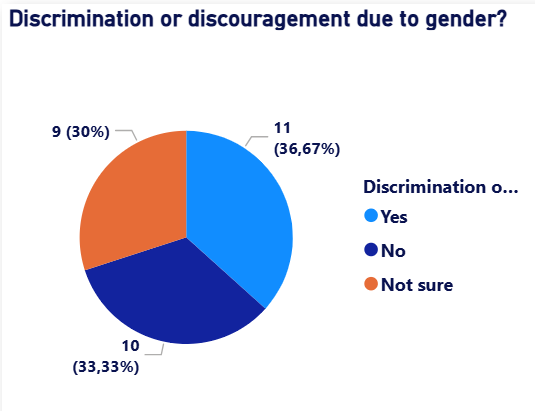 Discrimination or discouragement due to gender?
9 (30%)
11
(36,67%)
Discrimination o...
Yes
No
Not sure
10
(33,33%)